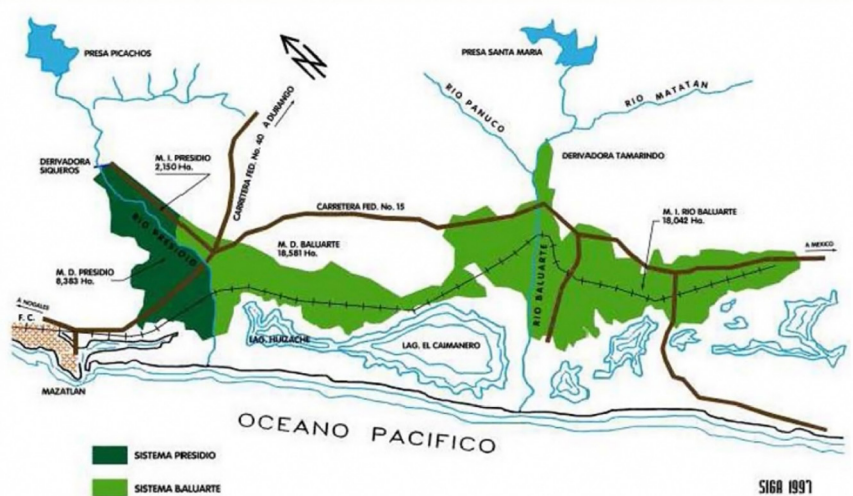 PRESA PICACHOS
PRESA SANTA MARIA
N
RIO PANUCO
RIO MATATAN
A DURANGO
CARRETERA FED. No. 40
DERIVADORA
SIQUEROS
M. I. PRESIDIO
2,150 Ha.
DERIVADORA TAMARINDO
CARRETERA FED. No. 15
M. I. RIO BALUARTE
18,042 Ha.
RIO PRESIDIO
M. D. BALUARTE
18,581 Ha.
A MEXICO
M. D. PRESIDIO
8,383 Ha.
RIO BALUARTE
A NOGALES
F. C.
LAG. HUIZACHE
LAG. EL CAIMANERO
MAZATLAN
OCEANO PACIFICO
SISTEMA PRESIDIO
SISTEMA BALUARTE
SIGA 1997